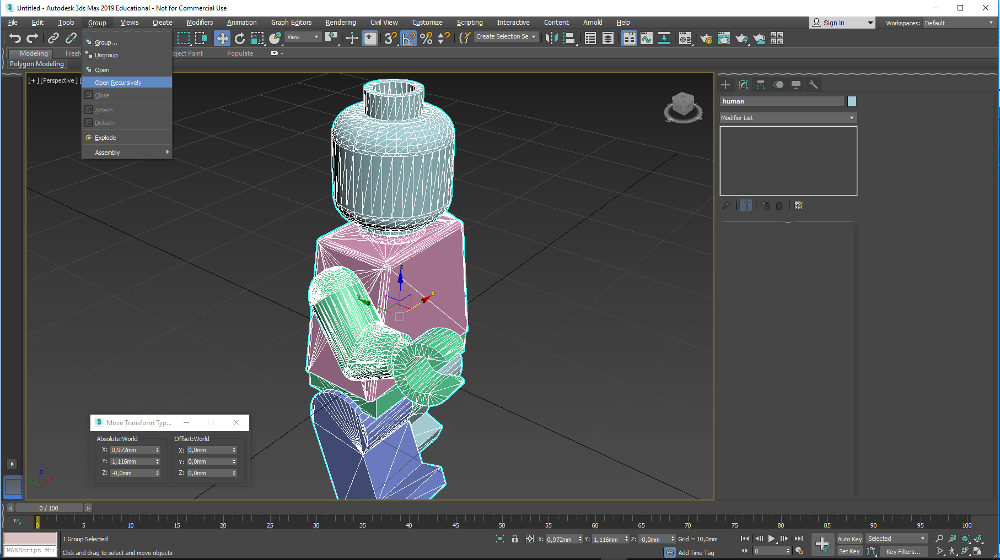 Untitled - Autodesk 3ds Max 2019 Educational - Not for Commercial Use
File Edit Tools Group Views Create Modifiers Animation Graph Editors Rendering Civil View Customize Scripting Interactive Content Arnold Help
Sign In Workspaces: Default
View
Create Selection Se
Modeling Freef bject Paint Populate
Polygon Modeling
Group...
Ungroup
Open
Open Recursively
Close
Attach
Detach
Explode
Assembly
[+] [Perspective] [
human
Modifier List
z
y
x
Move Transform Typ...
Absolute:World Offset:World
X: 0,972mm X: 0,0mm
Y: 1,116mm Y: 0,0mm
Z: -0,0mm Z: 0,0mm
z
y x
< 0 / 100 >
0 5 10 15 20 25 30 35 40 45 50 55 60 65 70 75 80 85 90 95 100
1 Group Selected
X: 0,972mm Y: 1,116mm Z: -0,0mm Grid = 10,0mm
Auto Key Selected
MAXScript Mi
Click and drag to select and move objects
Add Time Tag
0
Set Key Key Filters...